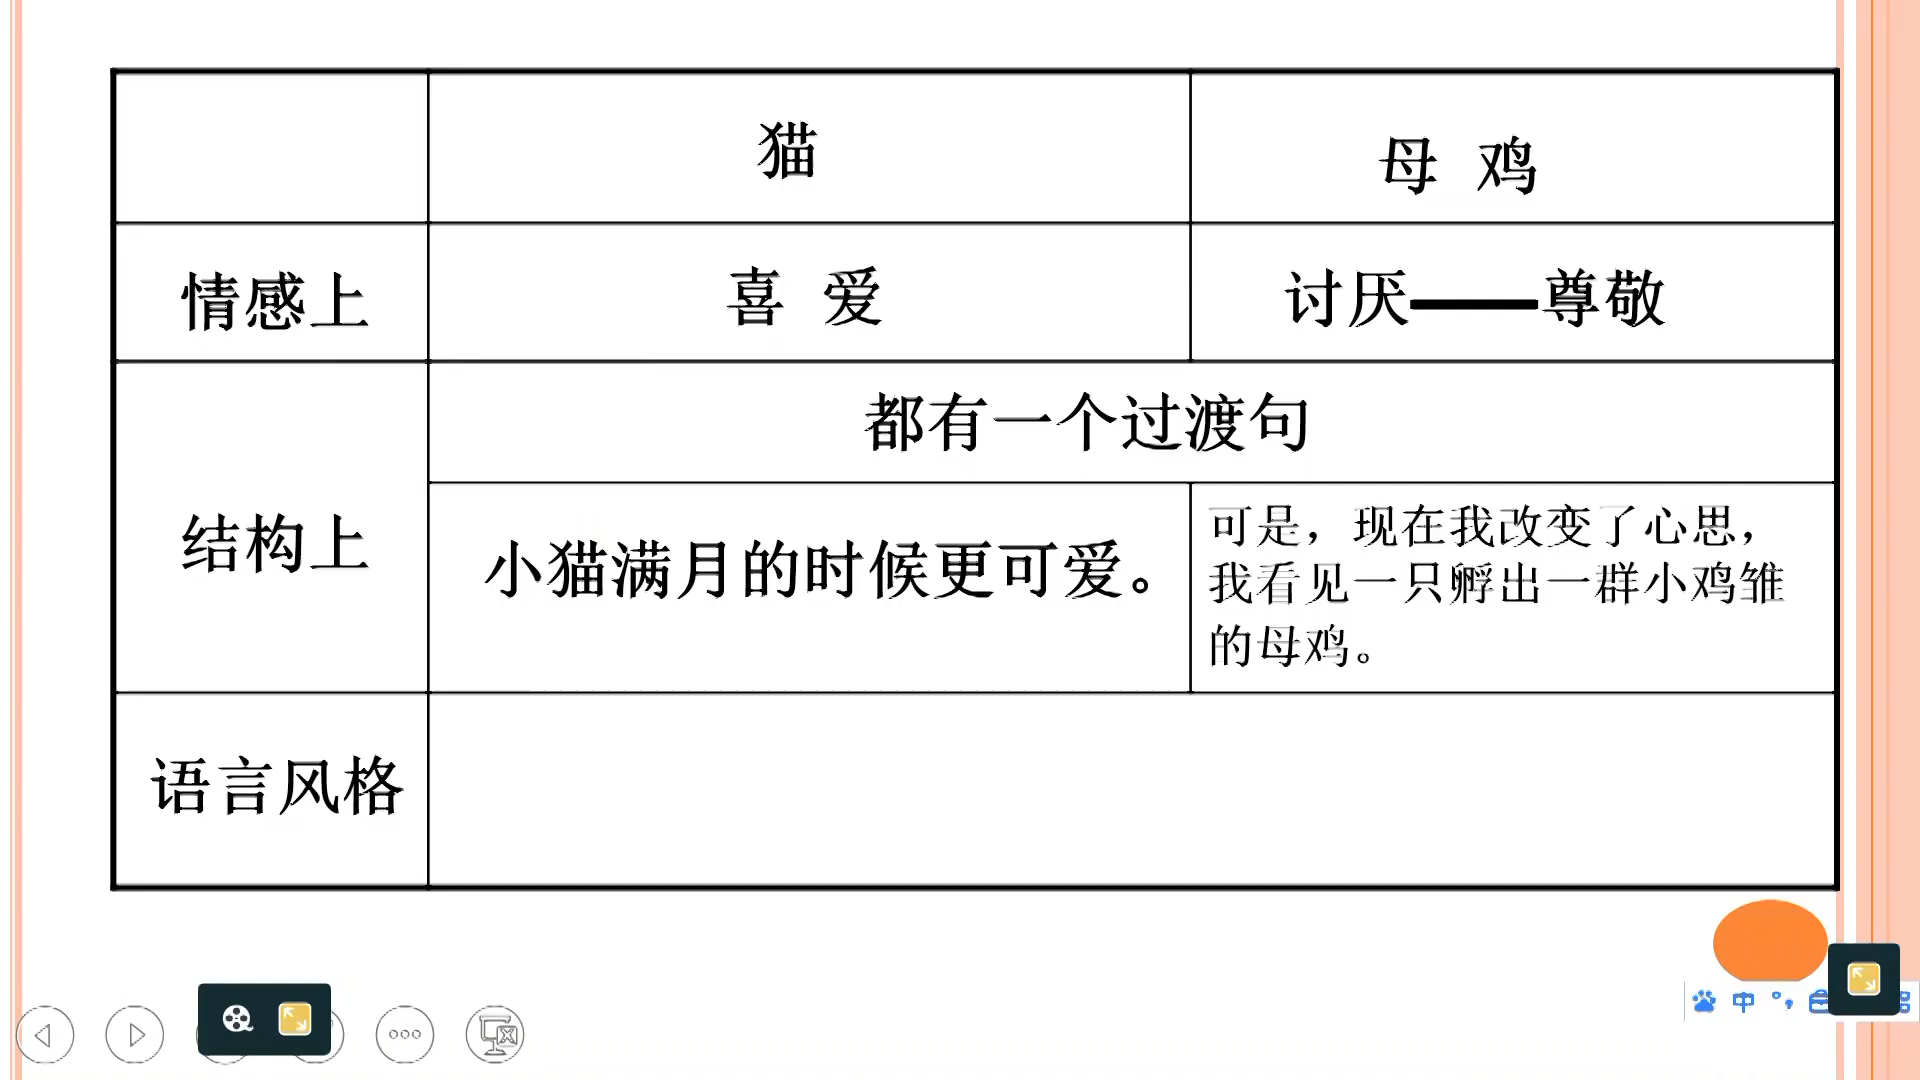 猫
母 鸡
情感上
喜 爱
讨厌——尊敬
结构上
都有一个过渡句
小猫满月的时候更可爱。
可是，现在我改变了心思，
我看见一只孵出一群小鸡雏
的母鸡。
语言风格
中